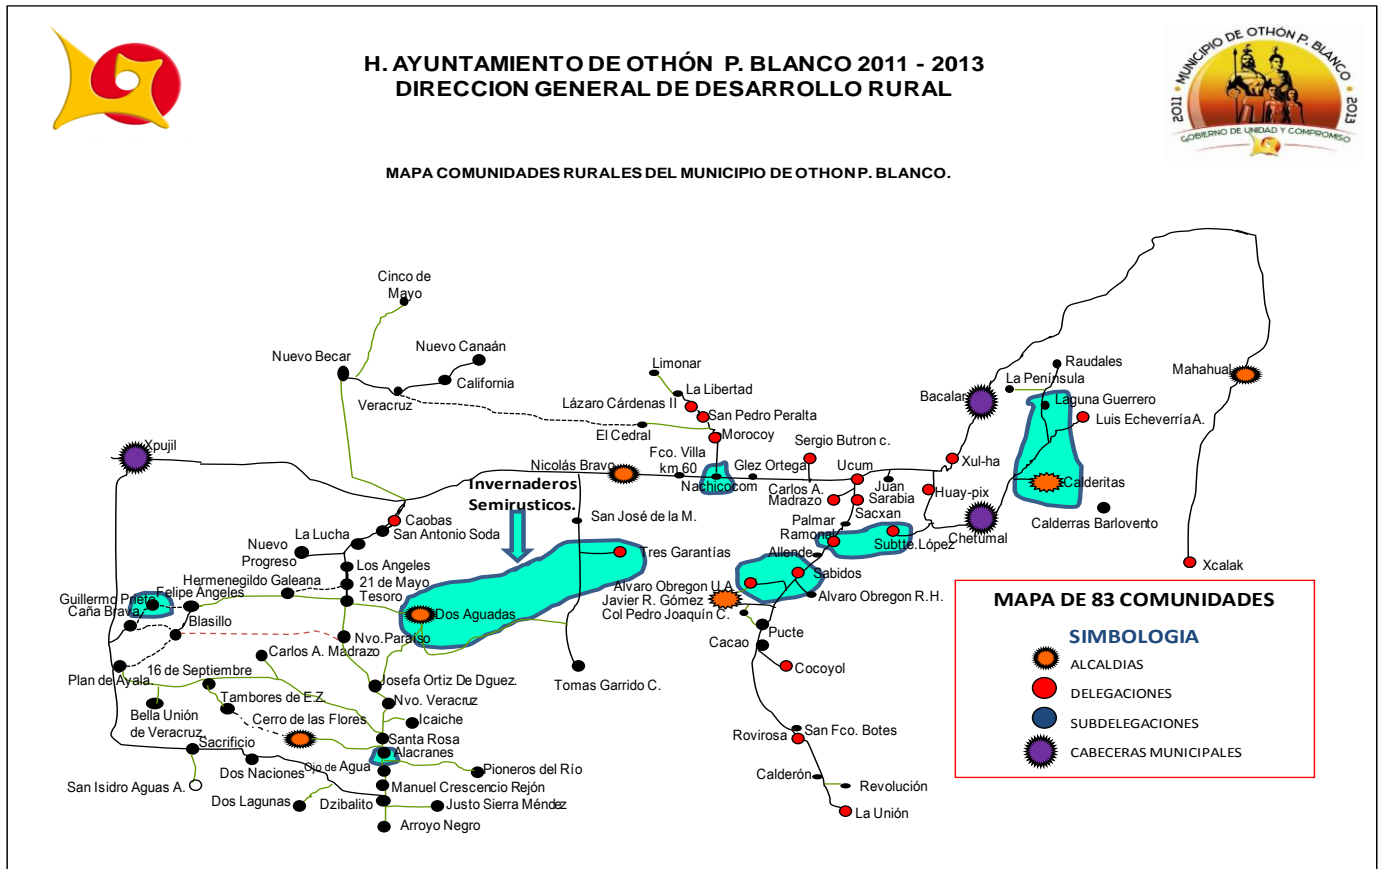 H. AYUNTAMIENTO DE OTHÓN P. BLANCO 2011 - 2013
DIRECCION GENERAL DE DESARROLLO RURAL
MUNICIPIO DE OTHÓN P. BLANCO
2011
2013
GOBIERNO DE UNIDAD Y COMPROMISO
MAPA COMUNIDADES RURALES DEL MUNICIPIO DE OTHON P. BLANCO.
Cinco de
Mayo
Nuevo Becar
Nuevo Canaán
California
Veracruz
Limonar
La Libertad
Lázaro Cárdenas II
San Pedro Peralta
El Cedral
Morocoy
Raudales
La Península
Mahahual
Bacalar
Laguna Guerrero
Luis Echeverría A.
Xpujil
Sergio Butron c.
Fco. Villa
km 60
Nicolás Bravo
Glez Ortega
Ucum
Xul-ha
Nachicocom
Carlos A.
Madrazo
Juan
Sarabia
Huay-pix
Calderitas
Invernaderos
Semirusticos.
San José de la M.
Sacxan
Palmar
Ramonal
Calderras Barlovento
Caobas
San Antonio Soda
La Lucha
Subtte. López
Chetumal
Nuevo
Progreso
Tres Garantías
Allende
Xcalak
Los Angeles
Sabidos
Hermenegildo Galeana
21 de Mayo
Alvaro Obregon U.A
Felipe Angeles
Tesoro
Alvaro Obregon R.H.
Guillermo Prieto
Javier R. Gómez
Caña Brava
Dos Aguadas
Col Pedro Joaquín C.
Blasillo
Pucte
Nvo. Paraíso
Cacao
Carlos A. Madrazo
Cocoyol
16 de Septiembre
Plan de Ayala
Josefa Ortiz De Dguez.
Tomas Garrido C.
Tambores de E.Z.
Nvo. Veracruz
Bella Unión
de Veracruz.
Cerro de las Flores
Icaiche
San Fco. Botes
Rovirosa
Sacrificio
Santa Rosa
Alacranes
Ojo de Agua
Pioneros del Río
Dos Naciones
Calderón
San Isidro Aguas A.
Manuel Crescencio Rejón
Revolución
Dos Lagunas
Dzibalito
Justo Sierra Méndez
La Unión
Arroyo Negro
MAPA DE 83 COMUNIDADES
SIMBOLOGIA
ALCALDIAS
DELEGACIONES
SUBDELEGACIONES
CABECERAS MUNICIPALES